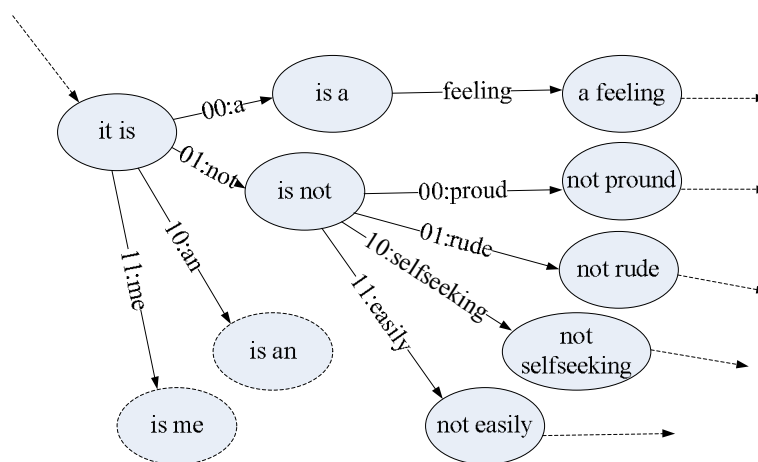 it is
00:a
is a
feeling
a feeling
01:not
is not
00:proud
not pround
01:rude
not rude
10:selfseeking
not
selfseeking
11:easily
not easily
10:an
is an
11:me
is me